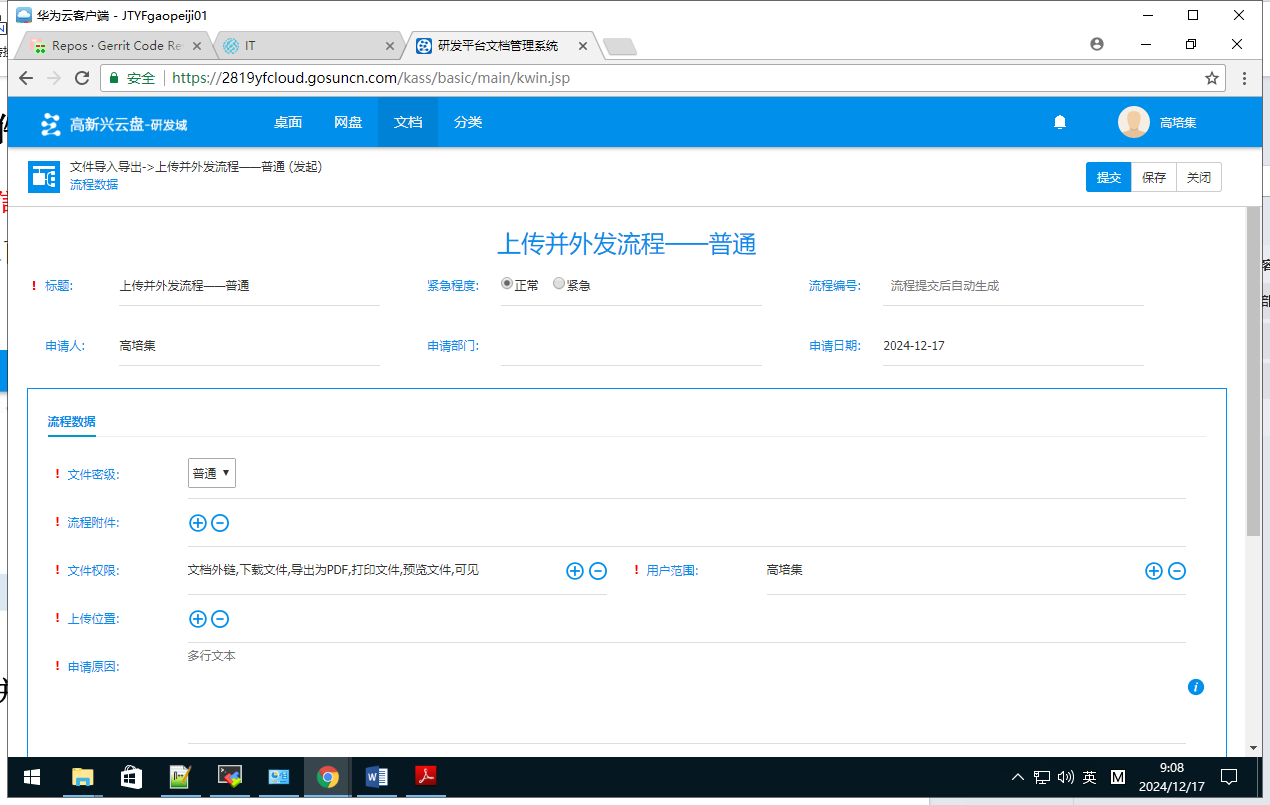 华为云客户端 - JTYFgaopeiji01
Repos · Gerrit Code Re
IT
研发平台文档管理系统
安全 https://2819yfcloud.gosuncn.com/kass/basic/main/kwin.jsp
高新兴云盘-研发域 桌面 网盘 文档 分类 高培集
文件导入导出->上传并外发流程——普通 (发起)
流程数据
提交 保存 关闭
上传并外发流程——普通
! 标题: 上传并外发流程——普通 紧急程度: 正常 紧急 流程编号: 流程提交后自动生成
申请人: 高培集 申请部门: 申请日期: 2024-12-17
流程数据
! 文件密级: 普通
! 流程附件:
! 文件权限: 文档外链,下载文件,导出为PDF,打印文件,预览文件,可见 ! 用户范围: 高培集
! 上传位置:
! 申请原因: 多行文本
英 M 9:08
2024/12/17